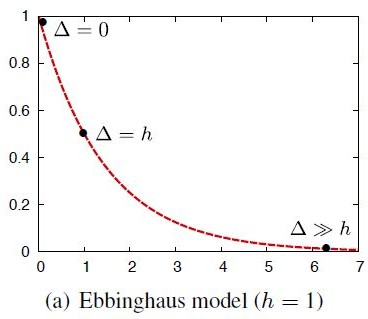 1
Δ = 0
0.8
0.6
Δ = h
0.4
0.2
Δ ≫ h
0
0 1 2 3 4 5 6 7
(a) Ebbinghaus model (h = 1)